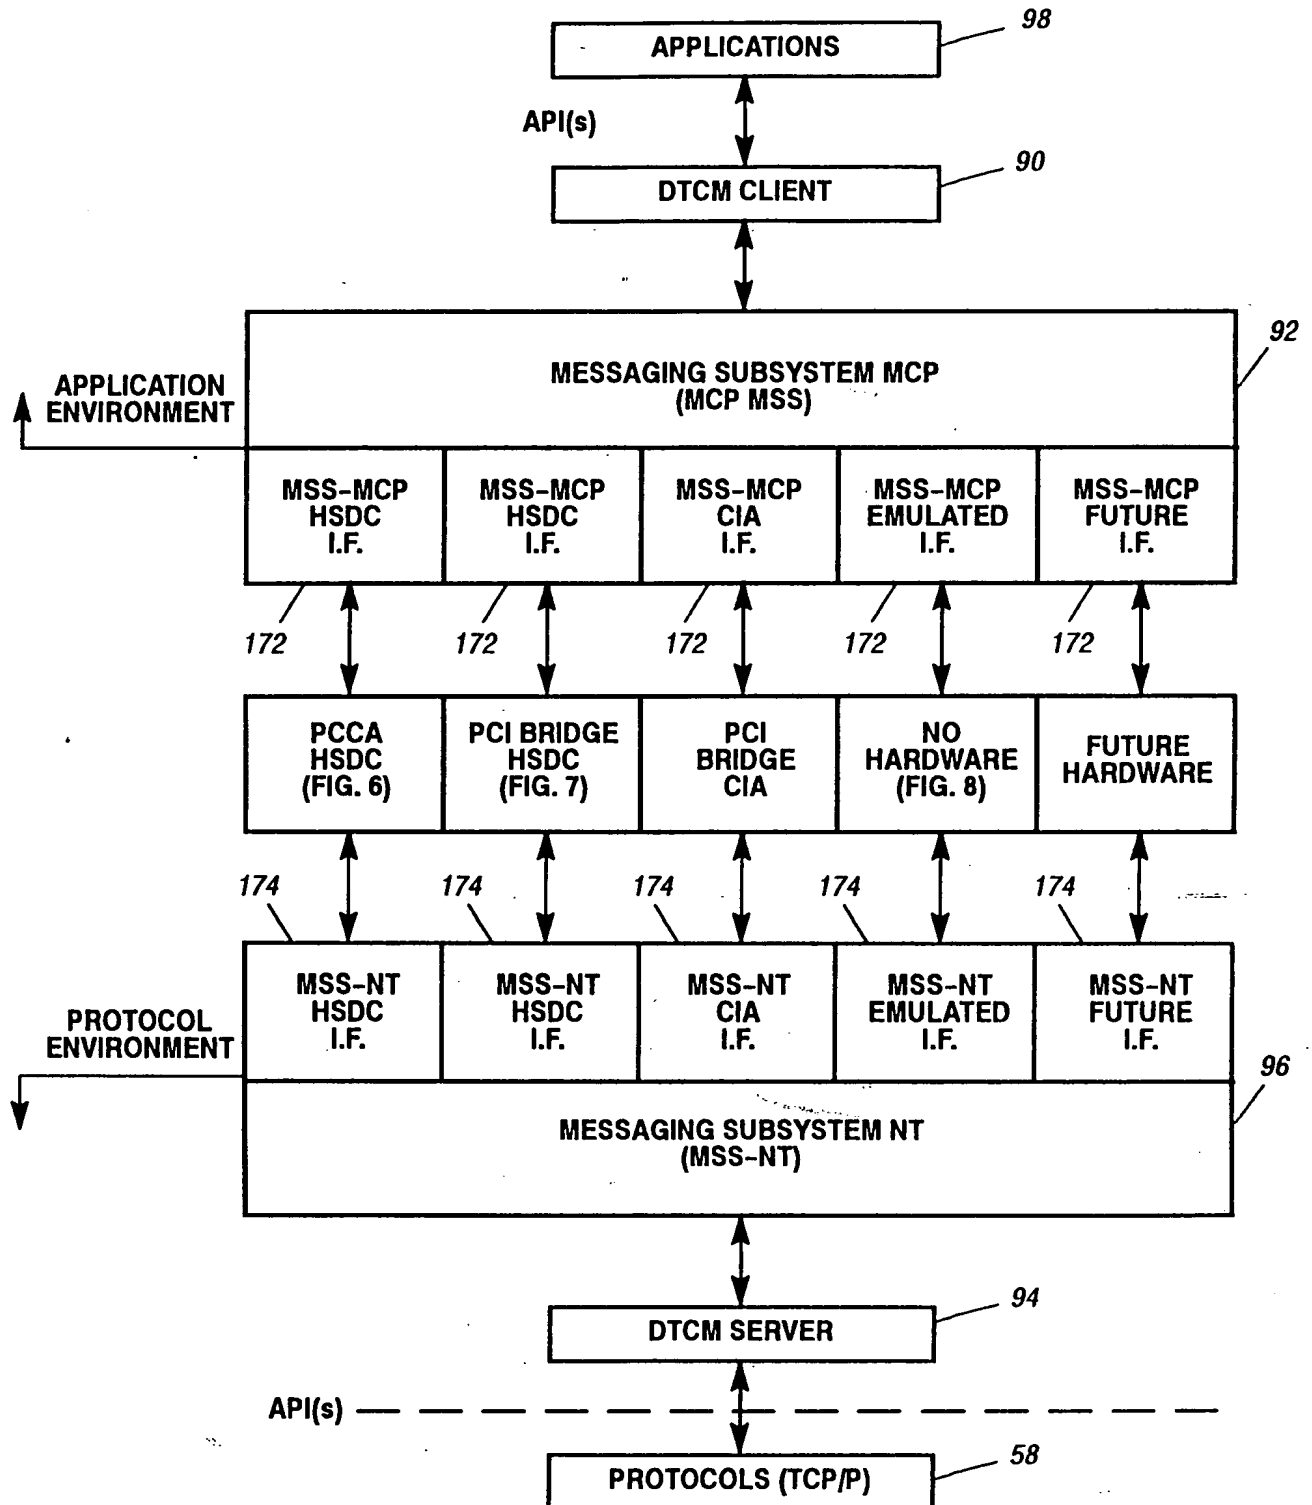 98
APPLICATIONS
API(s)
90
DTCM CLIENT
92
MESSAGING SUBSYSTEM MCP
(MCP MSS)
APPLICATION
ENVIRONMENT
MSS-MCP
HSDC
I.F.
MSS-MCP
HSDC
I.F.
MSS-MCP
CIA
I.F.
MSS-MCP
EMULATED
I.F.
MSS-MCP
FUTURE
I.F.
172
172
172
172
172
PCCA
HSDC
(FIG. 6)
PCI BRIDGE
HSDC
(FIG. 7)
PCI
BRIDGE
CIA
NO
HARDWARE
(FIG. 8)
FUTURE
HARDWARE
174
174
174
174
174
MSS-NT
HSDC
I.F.
MSS-NT
HSDC
I.F.
MSS-NT
CIA
I.F.
MSS-NT
EMULATED
I.F.
MSS-NT
FUTURE
I.F.
PROTOCOL
ENVIRONMENT
96
MESSAGING SUBSYSTEM NT
(MSS-NT)
94
DTCM SERVER
API(s)
58
PROTOCOLS (TCP/P)